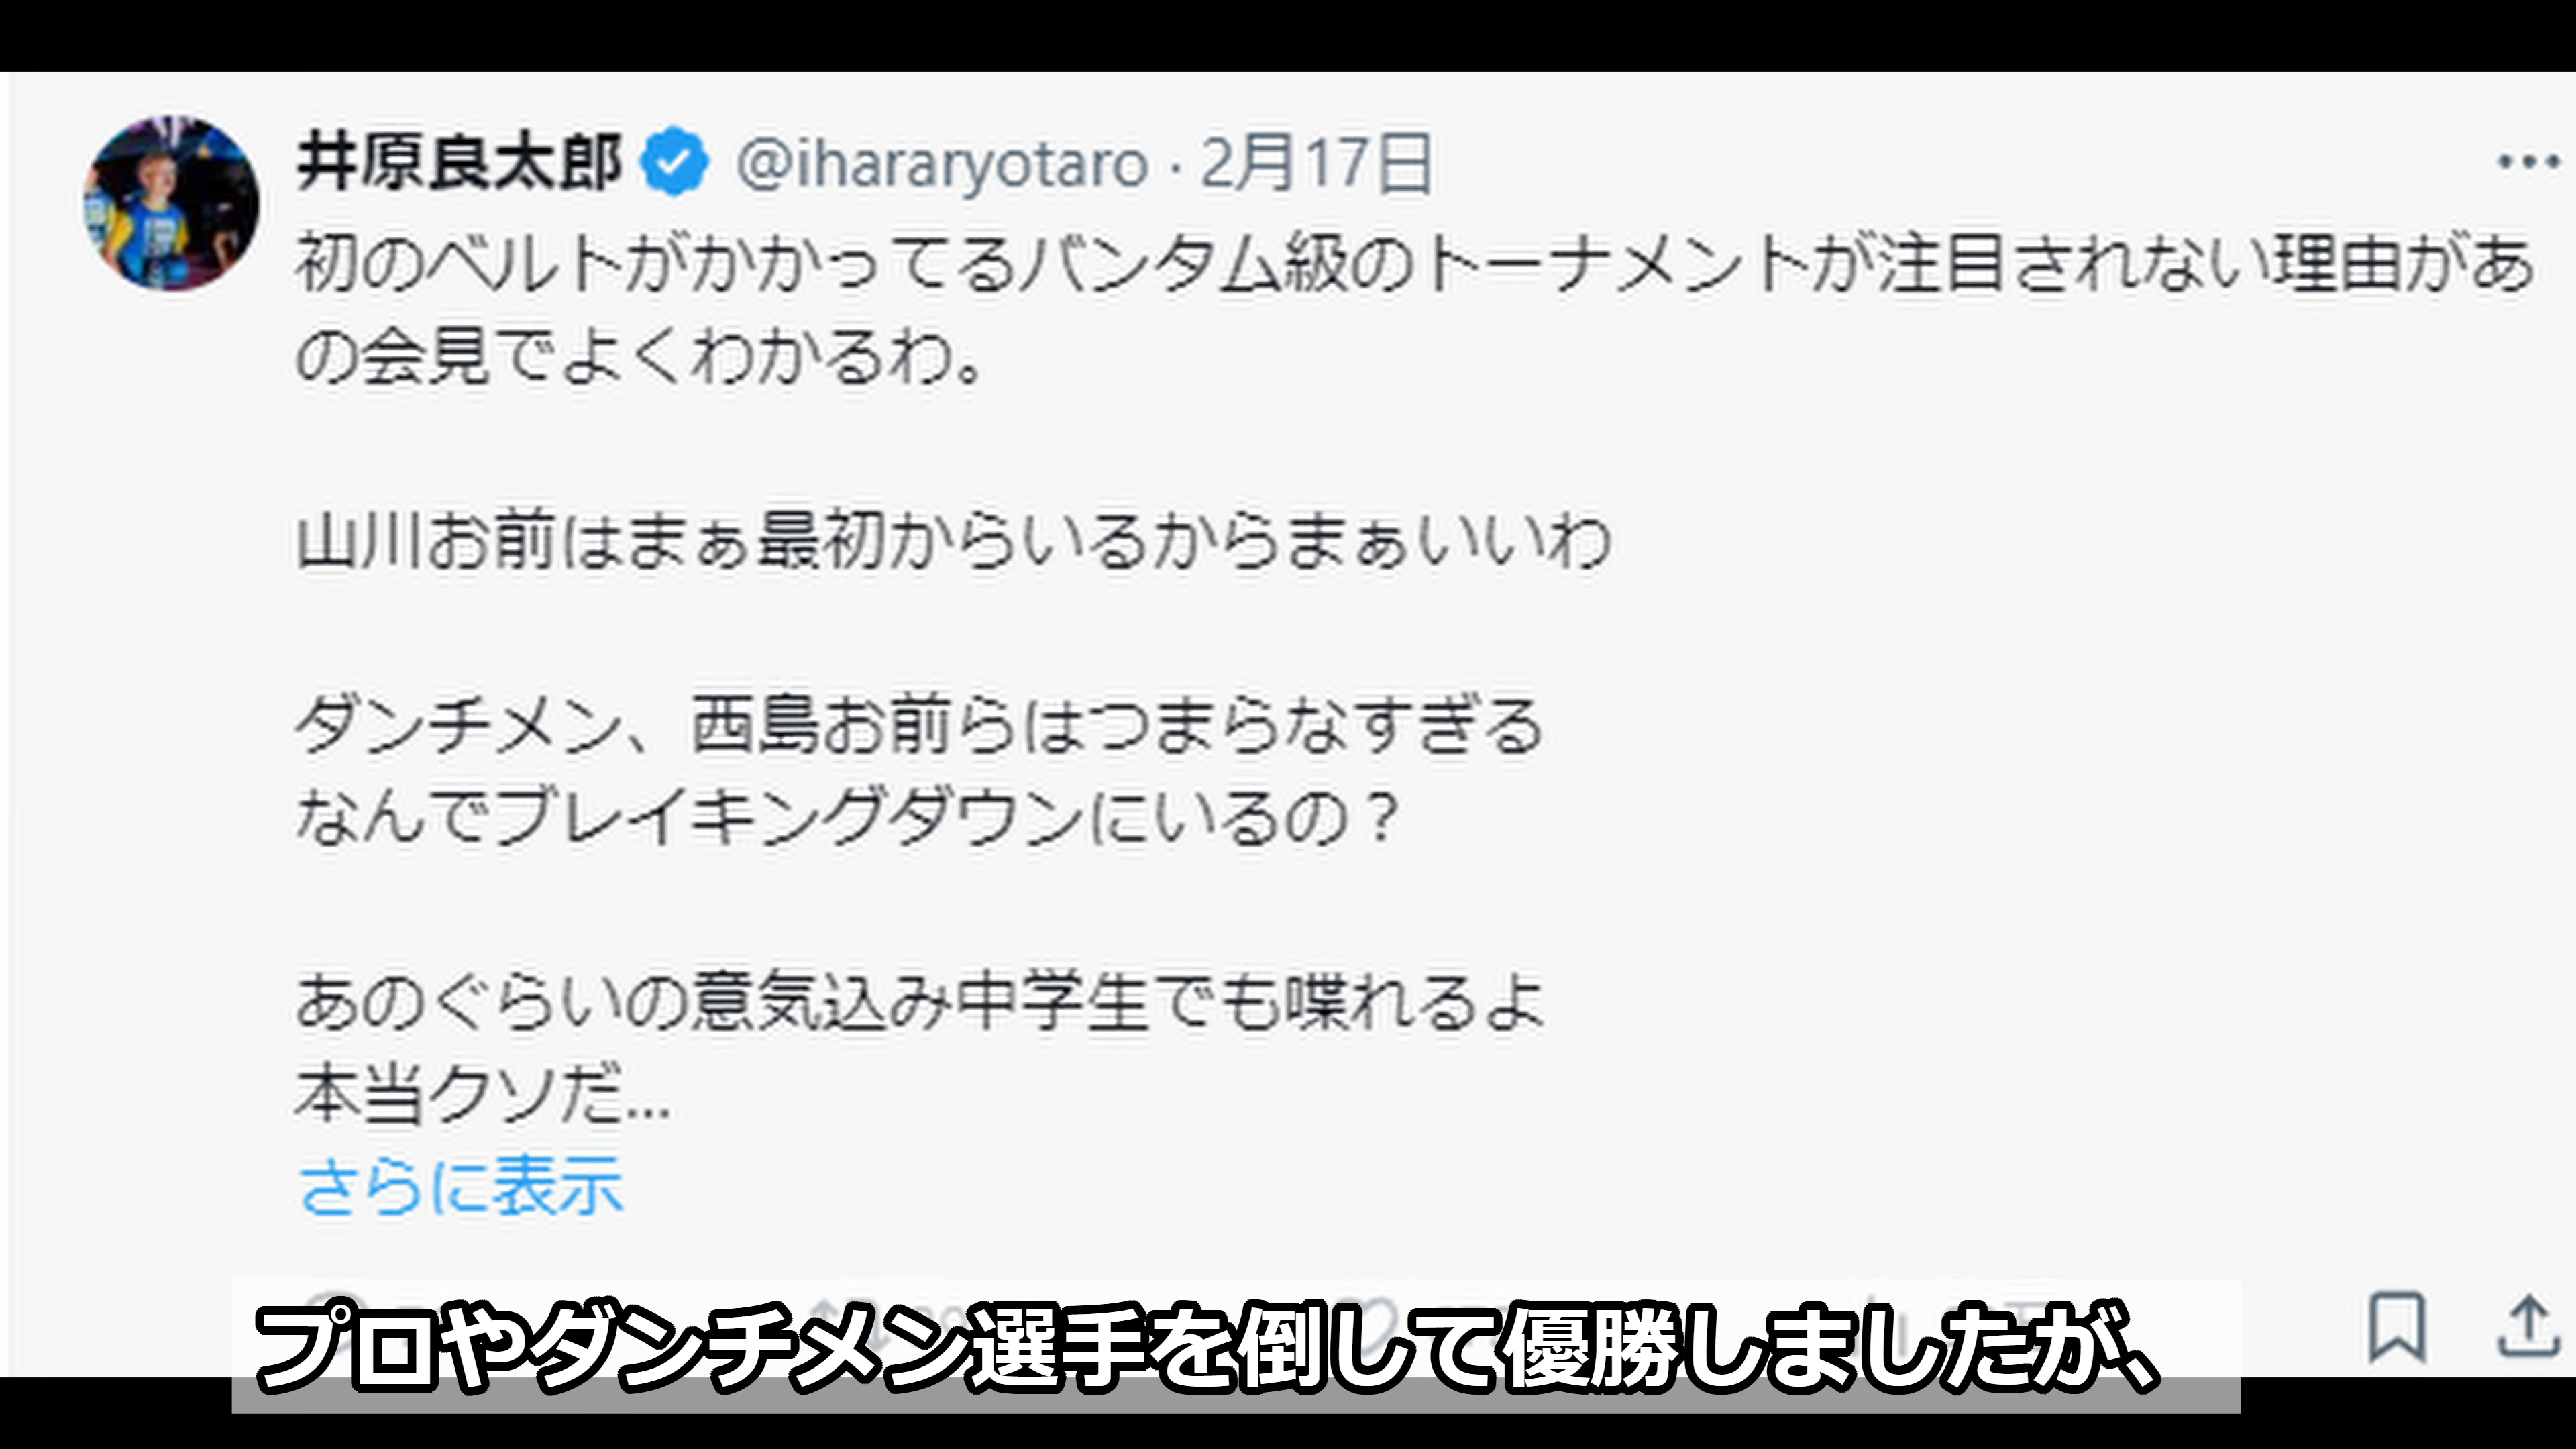 井原良太郎 @ihararyotaro · 2月17日
初のベルトがかかってるバンタム級のトーナメントが注目されない理由があ
の会見でよくわかるわ。
山川お前はまぁ最初からいるからまぁいいわ
ダンチメン、西島お前らはつまらなすぎる
なんでブレイキングダウンにいるの？
あのぐらいの意気込み中学生でも喋れるよ
本当クソだ...
さらに表示
プロやダンチメン選手を倒して優勝しましたが、